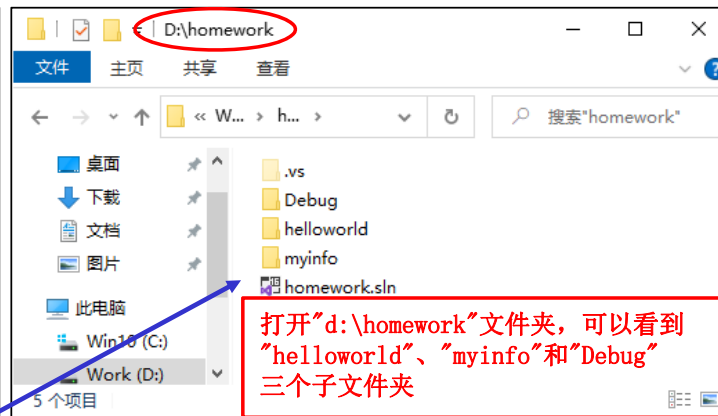 D:\homework
文件 主页 共享 查看
« W... › h... › 搜索"homework"
桌面
下载
文档
图片
此电脑
Win10 (C:)
Work (D:)
.vs
Debug
helloworld
myinfo
homework.sln
打开"d:\homework"文件夹，可以看到
"helloworld"、"myinfo"和"Debug"
三个子文件夹
5 个项目